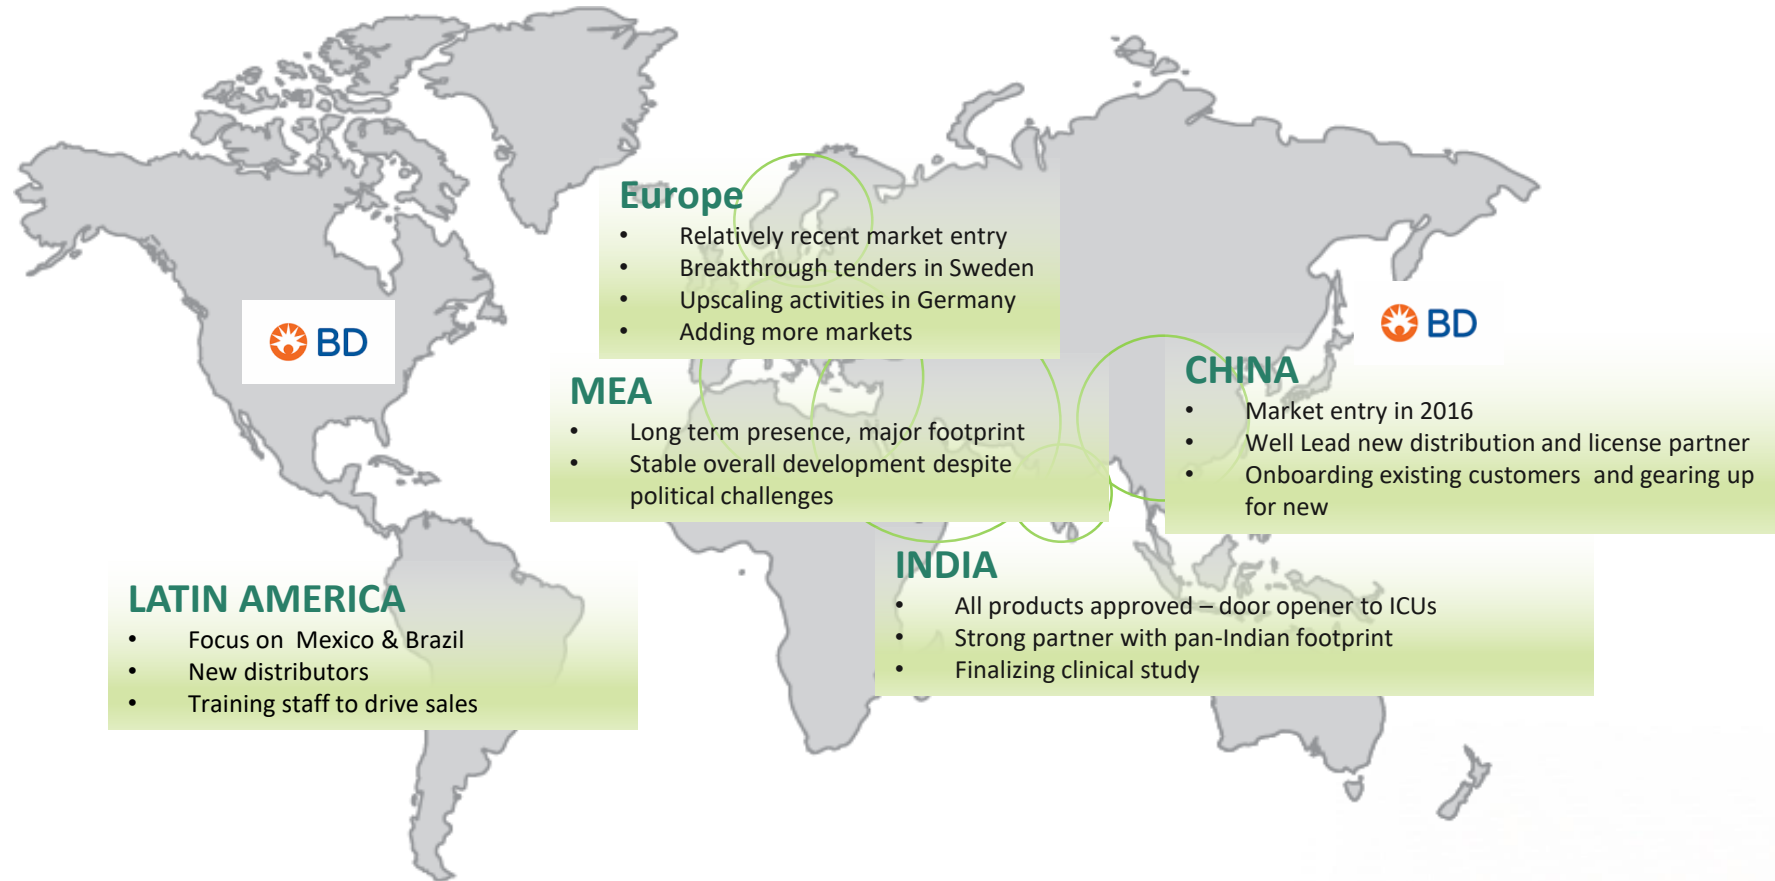 Europe
• Relatively recent market entry
• Breakthrough tenders in Sweden
• Upscaling activities in Germany
• Adding more markets
BD
BD
MEA
• Long term presence, major footprint
• Stable overall development despite
political challenges
CHINA
• Market entry in 2016
• Well Lead new distribution and license partner
• Onboarding existing customers and gearing up
for new
LATIN AMERICA
• Focus on Mexico & Brazil
• New distributors
• Training staff to drive sales
INDIA
• All products approved – door opener to ICUs
• Strong partner with pan-Indian footprint
• Finalizing clinical study